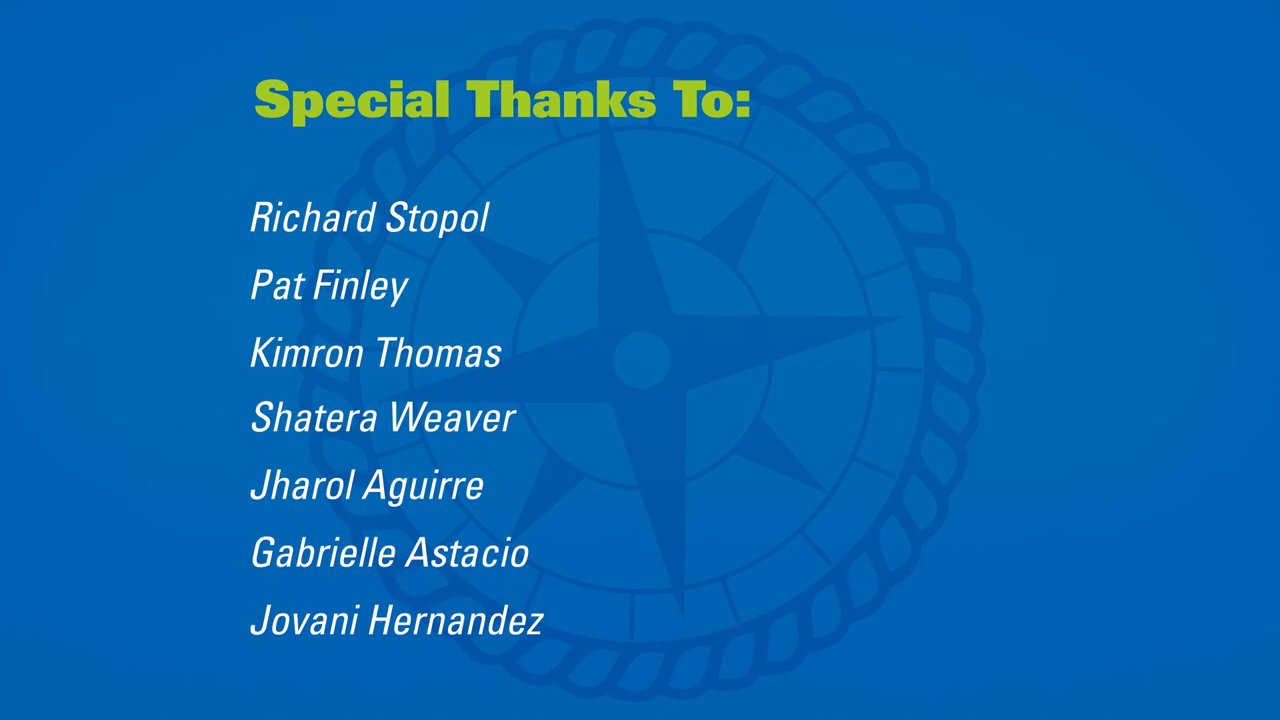 Special Thanks To:
Richard Stopol
Pat Finley
Kimron Thomas
Shatera Weaver
Jharol Aguirre
Gabrielle Astacio
Jovani Hernandez